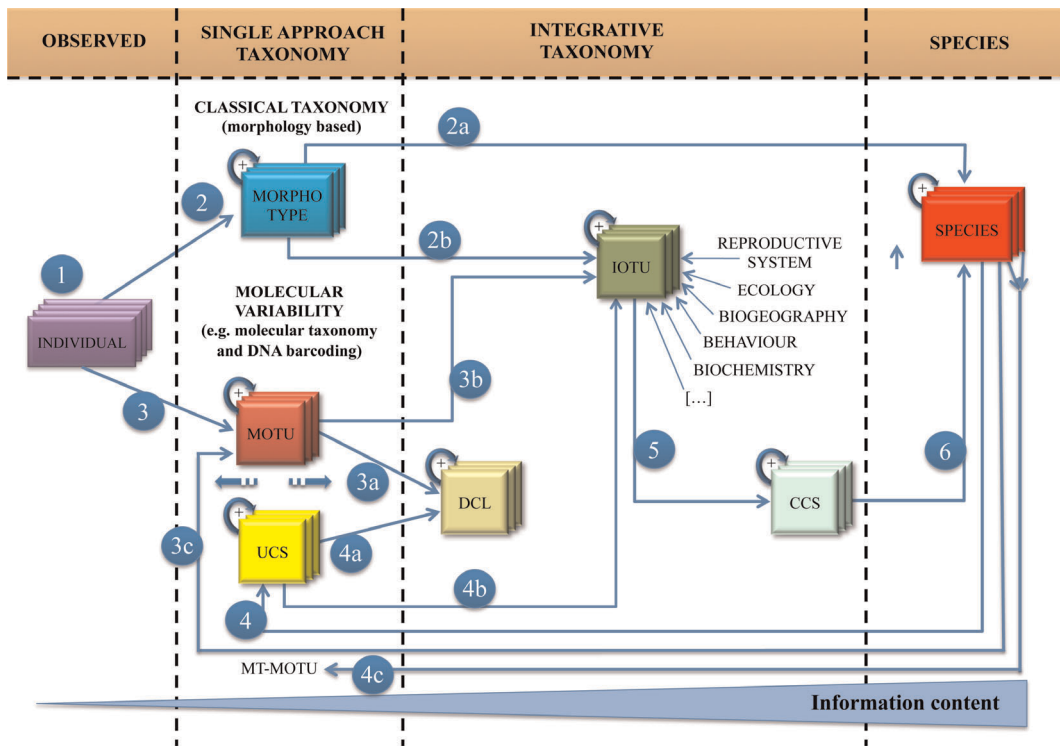 OBSERVED
SINGLE APPROACH
TAXONOMY
INTEGRATIVE
TAXONOMY
SPECIES
CLASSICAL TAXONOMY
(morphology based)
2a
+
MORPHO
TYPE
2
+
SPECIES
2b
+
IOTU
REPRODUCTIVE
SYSTEM
ECOLOGY
BIOGEOGRAPHY
BEHAVIOUR
BIOCHEMISTRY
[...]
1
INDIVIDUAL
MOLECULAR
VARIABILITY
(e.g. molecular taxonomy
and DNA barcoding)
3b
3
+
MOTU
5
6
3a
+
DCL
+
CCS
3c
+
UCS
4a
4b
4
MT-MOTU
4c
Information content